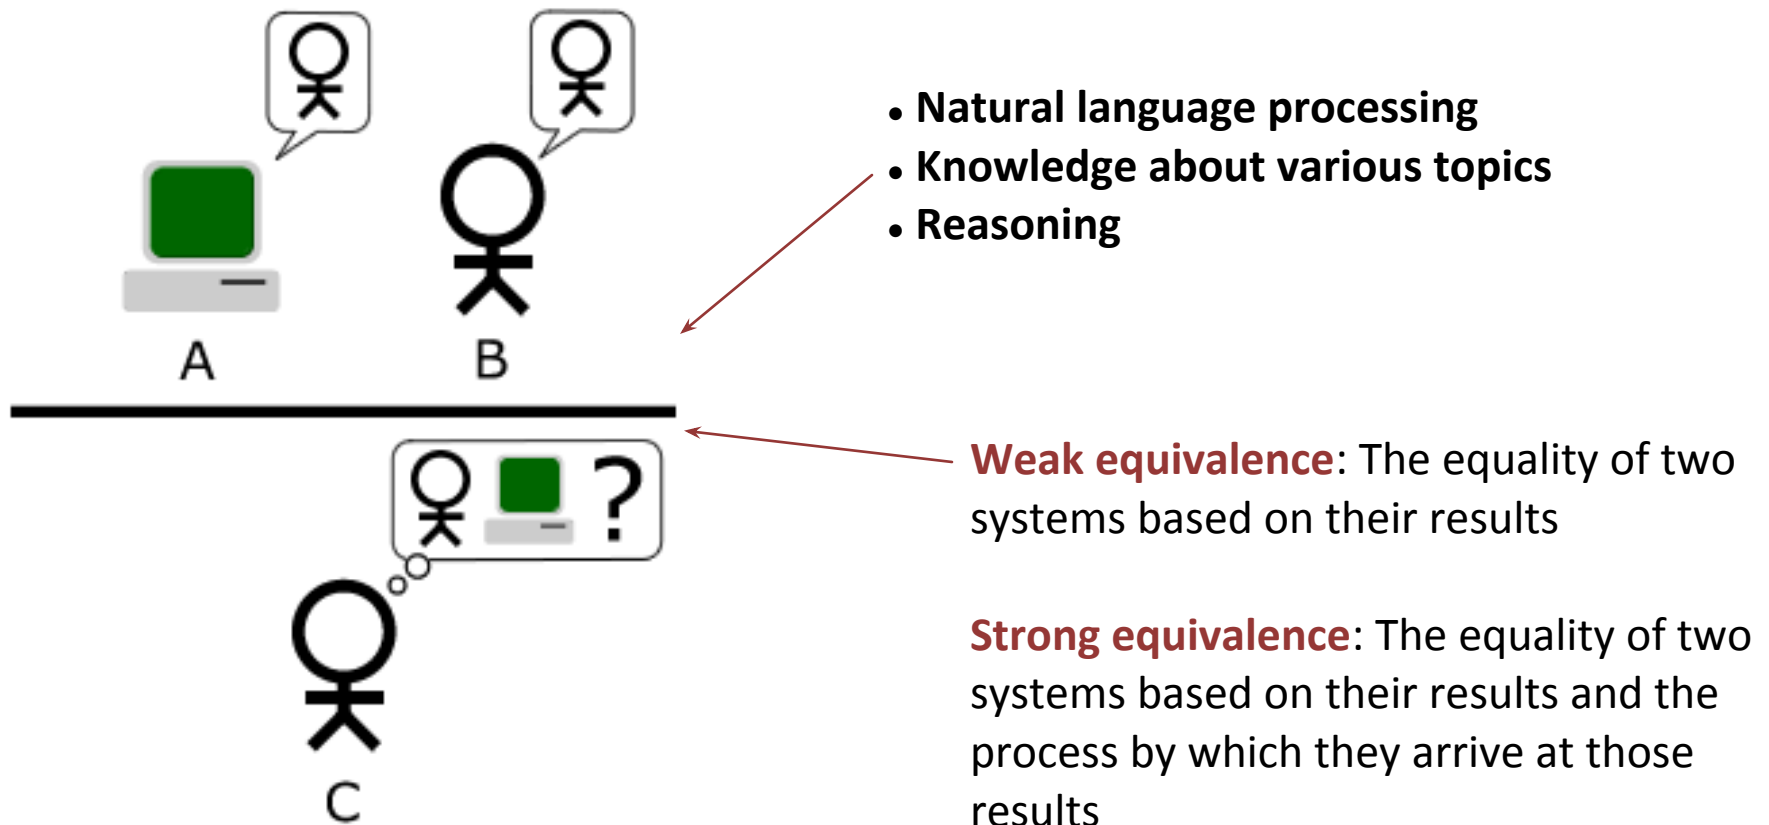 • Natural language processing
• Knowledge about various topics
• Reasoning
A
B
?
Weak equivalence: The equality of two
systems based on their results
Strong equivalence: The equality of two
systems based on their results and the
process by which they arrive at those
results
C